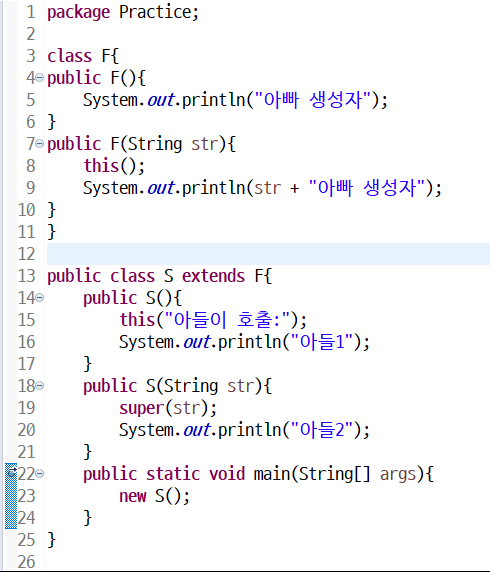 1 package Practice;
2
3 class F{
4 public F(){
5     System.out.println("아빠 생성자");
6 }
7 public F(String str){
8     this();
9     System.out.println(str + "아빠 생성자");
10 }
11 }
12
13 public class S extends F{
14     public S(){
15         this("아들이 호출:");
16         System.out.println("아들1");
17     }
18     public S(String str){
19         super(str);
20         System.out.println("아들2");
21     }
22     public static void main(String[] args){
23         new S();
24     }
25 }
26